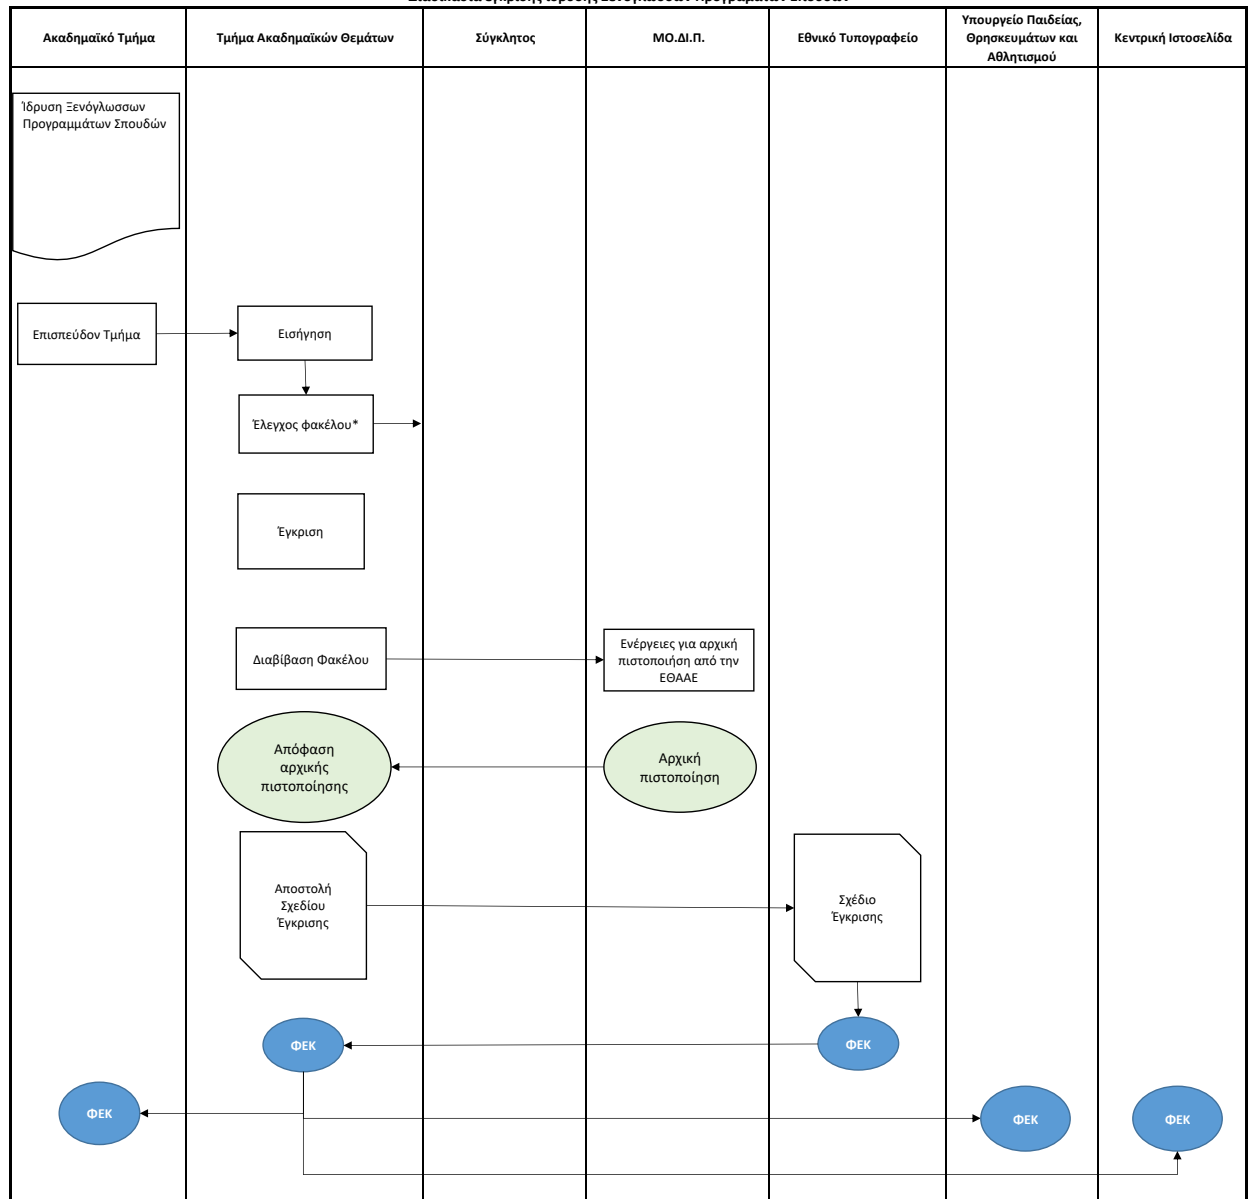 Ακαδημαϊκό Τμήμα
Τμήμα Ακαδημαϊκών Θεμάτων
Σύγκλητος
ΜΟ.ΔΙ.Π.
Εθνικό Τυπογραφείο
Υπουργείο Παιδείας,
Θρησκευμάτων και
Αθλητισμού
Κεντρική Ιστοσελίδα
Ίδρυση Ξενόγλωσσων
Προγραμμάτων Σπουδών
Επισπεύδον Τμήμα
Εισήγηση
Έλεγχος φακέλου*
Έγκριση
Διαβίβαση Φακέλου
Ενέργειες για αρχική
πιστοποιήση από την
ΕΘΑΑΕ
Απόφαση
αρχικής
πιστοποίησης
Αρχική
πιστοποίηση
Αποστολή
Σχεδίου
Έγκρισης
Σχέδιο
Έγκρισης
ΦΕΚ
ΦΕΚ
ΦΕΚ
ΦΕΚ
ΦΕΚ